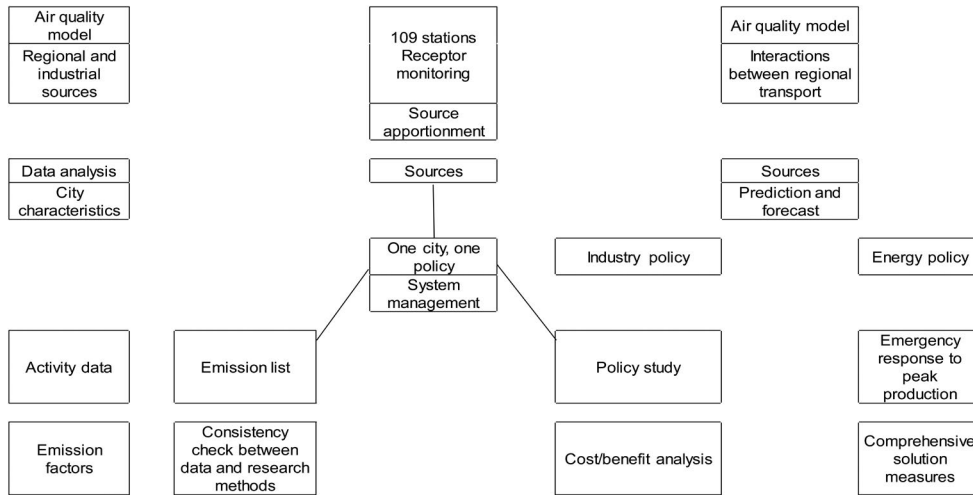 Air quality
model
Regional and
industrial
sources
109 stations
Receptor
monitoring
Source
apportionment
Air quality model
Interactions
between regional
transport
Data analysis
City
characteristics
Sources
Sources
Prediction and
forecast
One city, one
policy
System
management
Industry policy
Energy policy
Activity data
Emission list
Policy study
Emergency
response to
peak
production
Emission
factors
Consistency
check between
data and research
methods
Cost/benefit analysis
Comprehensive
solution
measures